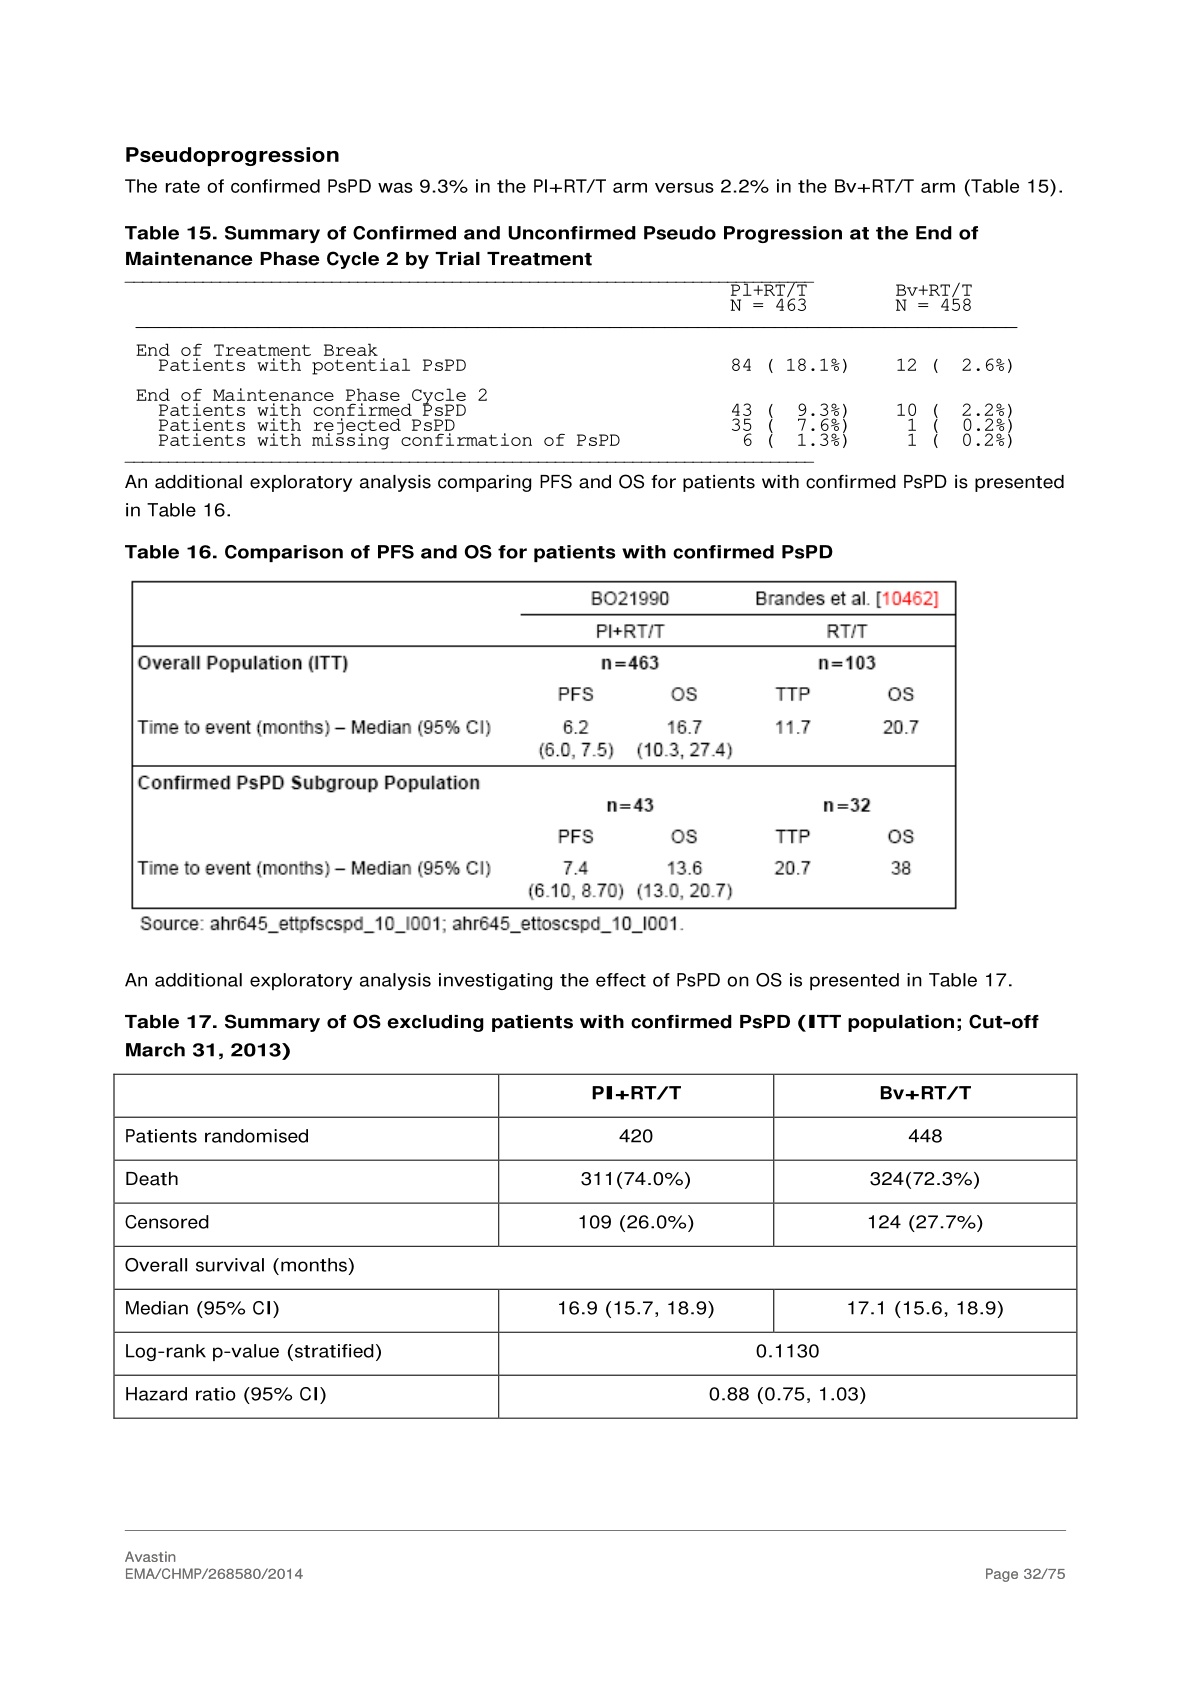 Pseudoprogression
The rate of confirmed PsPD was 9.3% in the Pl+RT/T arm versus 2.2% in the Bv+RT/T arm (Table 15).
Table 15. Summary of Confirmed and Unconfirmed Pseudo Progression at the End of
Maintenance Phase Cycle 2 by Trial Treatment
Pl+RT/T Bv+RT/T
N = 463 N = 458
End of Treatment Break
Patients with potential PsPD 84 ( 18.1%) 12 ( 2.6%)
End of Maintenance Phase Cycle 2
Patients with confirmed PsPD 43 ( 9.3%) 10 ( 2.2%)
Patients with rejected PsPD 35 ( 7.6%) 1 ( 0.2%)
Patients with missing confirmation of PsPD 6 ( 1.3%) 1 ( 0.2%)
An additional exploratory analysis comparing PFS and OS for patients with confirmed PsPD is presented
in Table 16.
Table 16. Comparison of PFS and OS for patients with confirmed PsPD
BO21990 Brandes et al. [10462]
Pl+RT/T RT/T
Overall Population (ITT) n=463 n=103
PFS OS TTP OS
Time to event (months) – Median (95% CI) 6.2 16.7 11.7 20.7
(6.0, 7.5) (10.3, 27.4)
Confirmed PsPD Subgroup Population
n=43 n=32
PFS OS TTP OS
Time to event (months) – Median (95% CI) 7.4 13.6 20.7 38
(6.10, 8.70) (13.0, 20.7)
Source: ahr645_ettpfscspd_10_l001; ahr645_ettoscspd_10_l001.
An additional exploratory analysis investigating the effect of PsPD on OS is presented in Table 17.
Table 17. Summary of OS excluding patients with confirmed PsPD (ITT population; Cut-off
March 31, 2013)
Pl+RT/T Bv+RT/T
Patients randomised 420 448
Death 311(74.0%) 324(72.3%)
Censored 109 (26.0%) 124 (27.7%)
Overall survival (months)
Median (95% CI) 16.9 (15.7, 18.9) 17.1 (15.6, 18.9)
Log-rank p-value (stratified) 0.1130
Hazard ratio (95% CI) 0.88 (0.75, 1.03)
Avastin
EMA/CHMP/268580/2014 Page 32/75